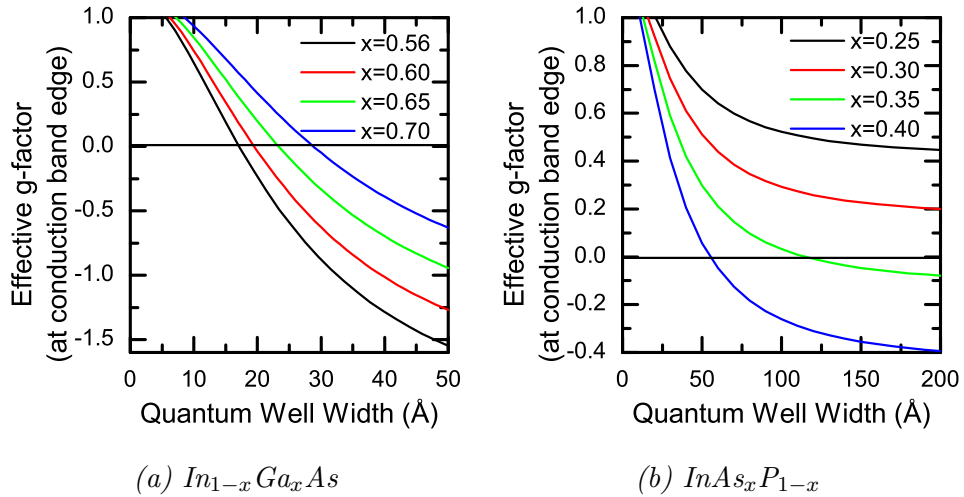 Effective g-factor
(at conduction band edge)
1.0
0.5
0.0
-0.5
-1.0
-1.5
x=0.56
x=0.60
x=0.65
x=0.70
0 10 20 30 40 50
Quantum Well Width (Å)
(a) In1−xGaxAs
Effective g-factor
(at conduction band edge)
1.0
0.8
0.6
0.4
0.2
0.0
-0.2
-0.4
x=0.25
x=0.30
x=0.35
x=0.40
0 50 100 150 200
Quantum Well Width (Å)
(b) InAsxP1−x